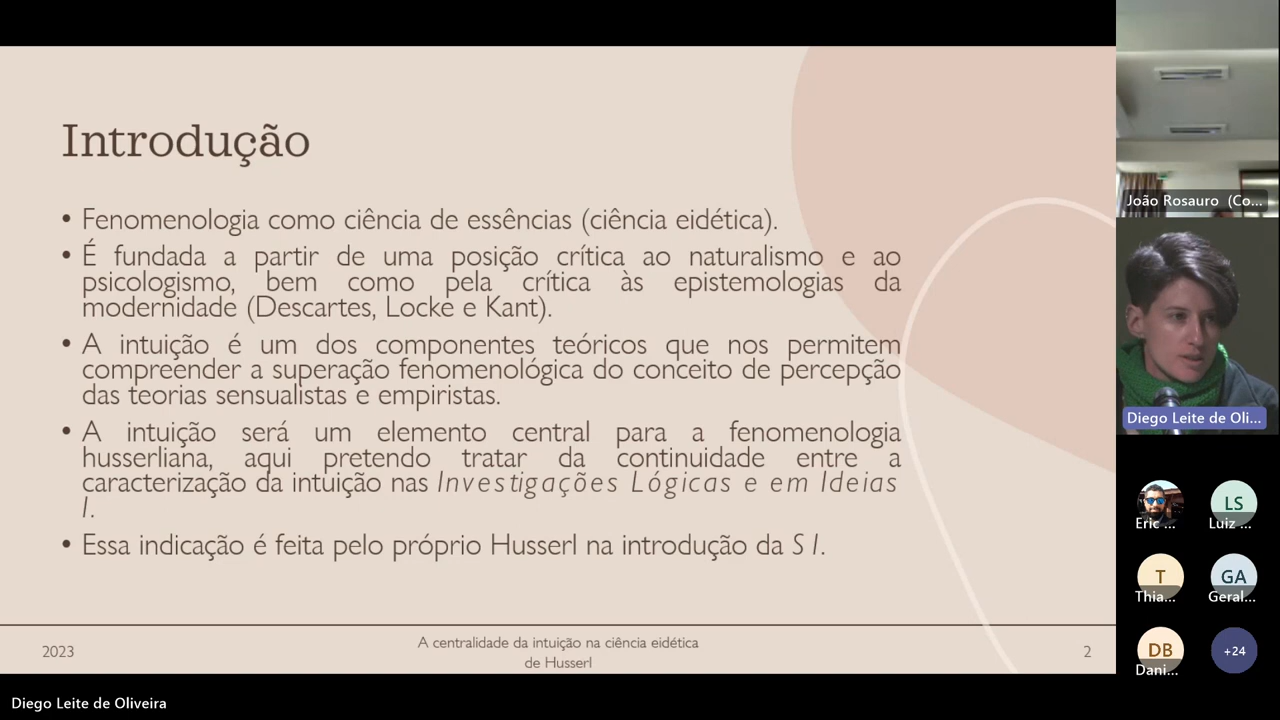 Introdução
• Fenomenologia como ciência de essências (ciência eidética).
• É fundada a partir de uma posição crítica ao naturalismo e ao
psicologismo, bem como pela crítica às epistemologias da
modernidade (Descartes, Locke e Kant).
• A intuição é um dos componentes teóricos que nos permitem
compreender a superação fenomenológica do conceito de percepção
das teorias sensualistas e empiristas.
• A intuição será um elemento central para a fenomenologia
husserliana, aqui pretendo tratar da continuidade entre a
caracterização da intuição nas Investigações Lógicas e em Ideias
I.
• Essa indicação é feita pelo próprio Husserl na introdução da S I.
2023
A centralidade da intuição na ciência eidética
de Husserl
2
João Rosauro (Co...
Diego Leite de Oli...
Eric ...
LS
Luiz ...
T
Thia...
GA
Geral...
DB
Dani...
+24
Diego Leite de Oliveira